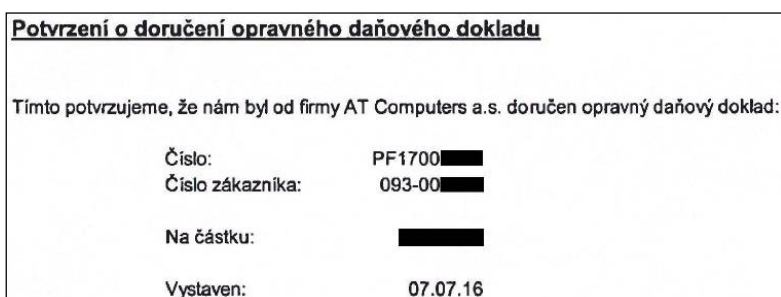 Potvrzení o doručení opravného daňového dokladu
Tímto potvrzujeme, že nám byl od firmy AT Computers a.s. doručen opravný daňový doklad:
Číslo: PF1700
Číslo zákazníka: 093-00
Na částku:
Vystaven: 07.07.16